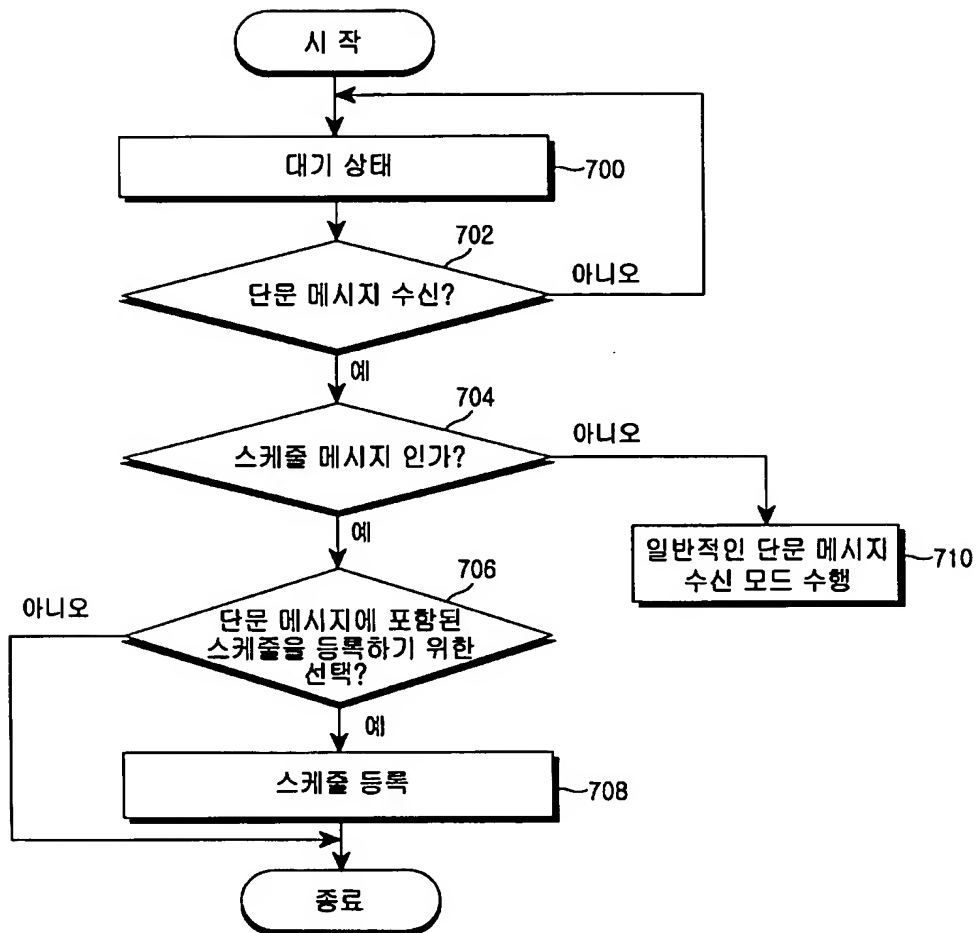 시 작
대기 상태
700
702
단문 메시지 수신?
아니오
예
704
스케줄 메시지 인가?
아니오
예
일반적인 단문 메시지
수신 모드 수행
710
706
아니오
단문 메시지에 포함된
스케줄을 등록하기 위한
선택?
예
스케줄 등록
708
종료